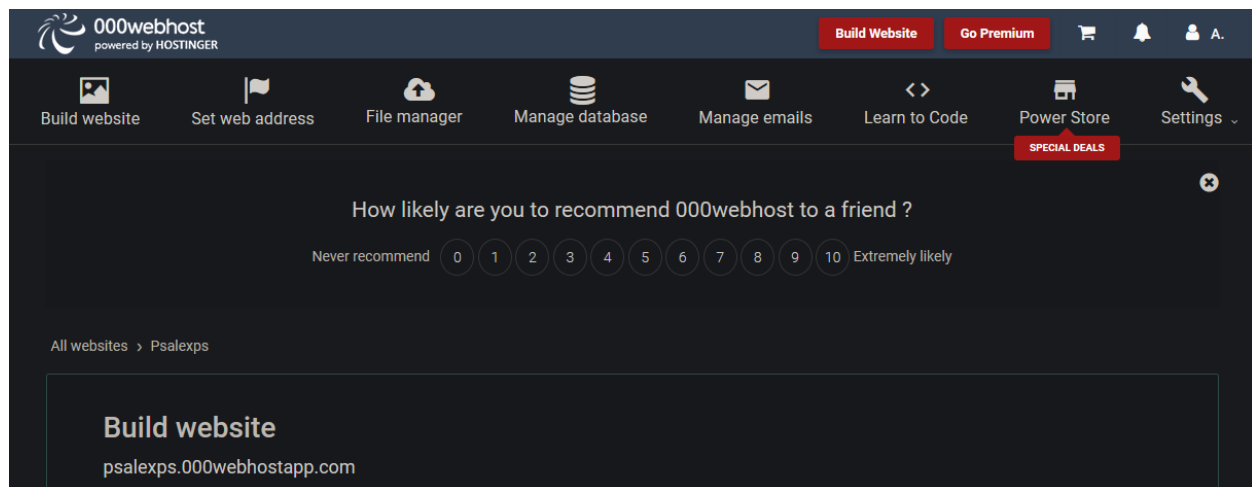 000webhost
powered by HOSTINGER
Build Website Go Premium A.
Build website Set web address File manager Manage database Manage emails Learn to Code Power Store Settings
SPECIAL DEALS
How likely are you to recommend 000webhost to a friend ?
Never recommend 0 1 2 3 4 5 6 7 8 9 10 Extremely likely
All websites › Psalexps
Build website
psalexps.000webhostapp.com